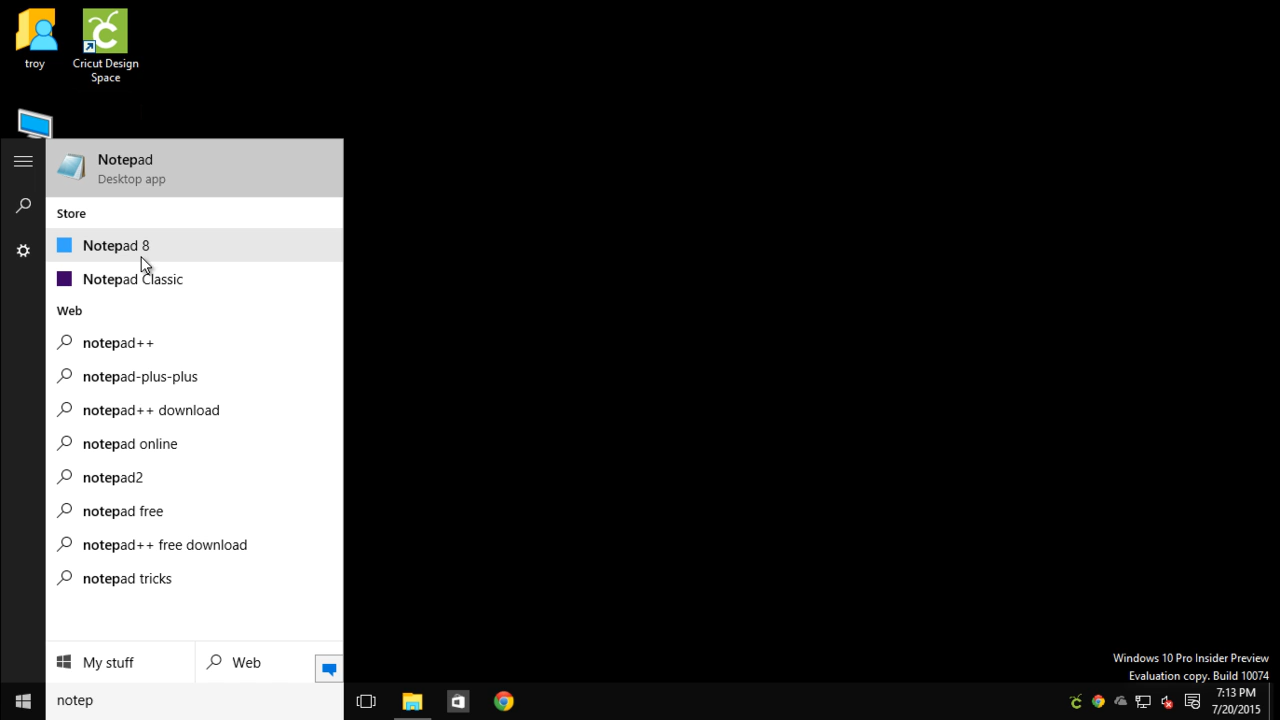 troy
Cricut Design
Space
Notepad
Desktop app
Store
Notepad 8
Notepad Classic
Web
notepad++
notepad-plus-plus
notepad++ download
notepad online
notepad2
notepad free
notepad++ free download
notepad tricks
My stuff
Web
notep
Windows 10 Pro Insider Preview
Evaluation copy. Build 10074
7:13 PM
7/20/2015